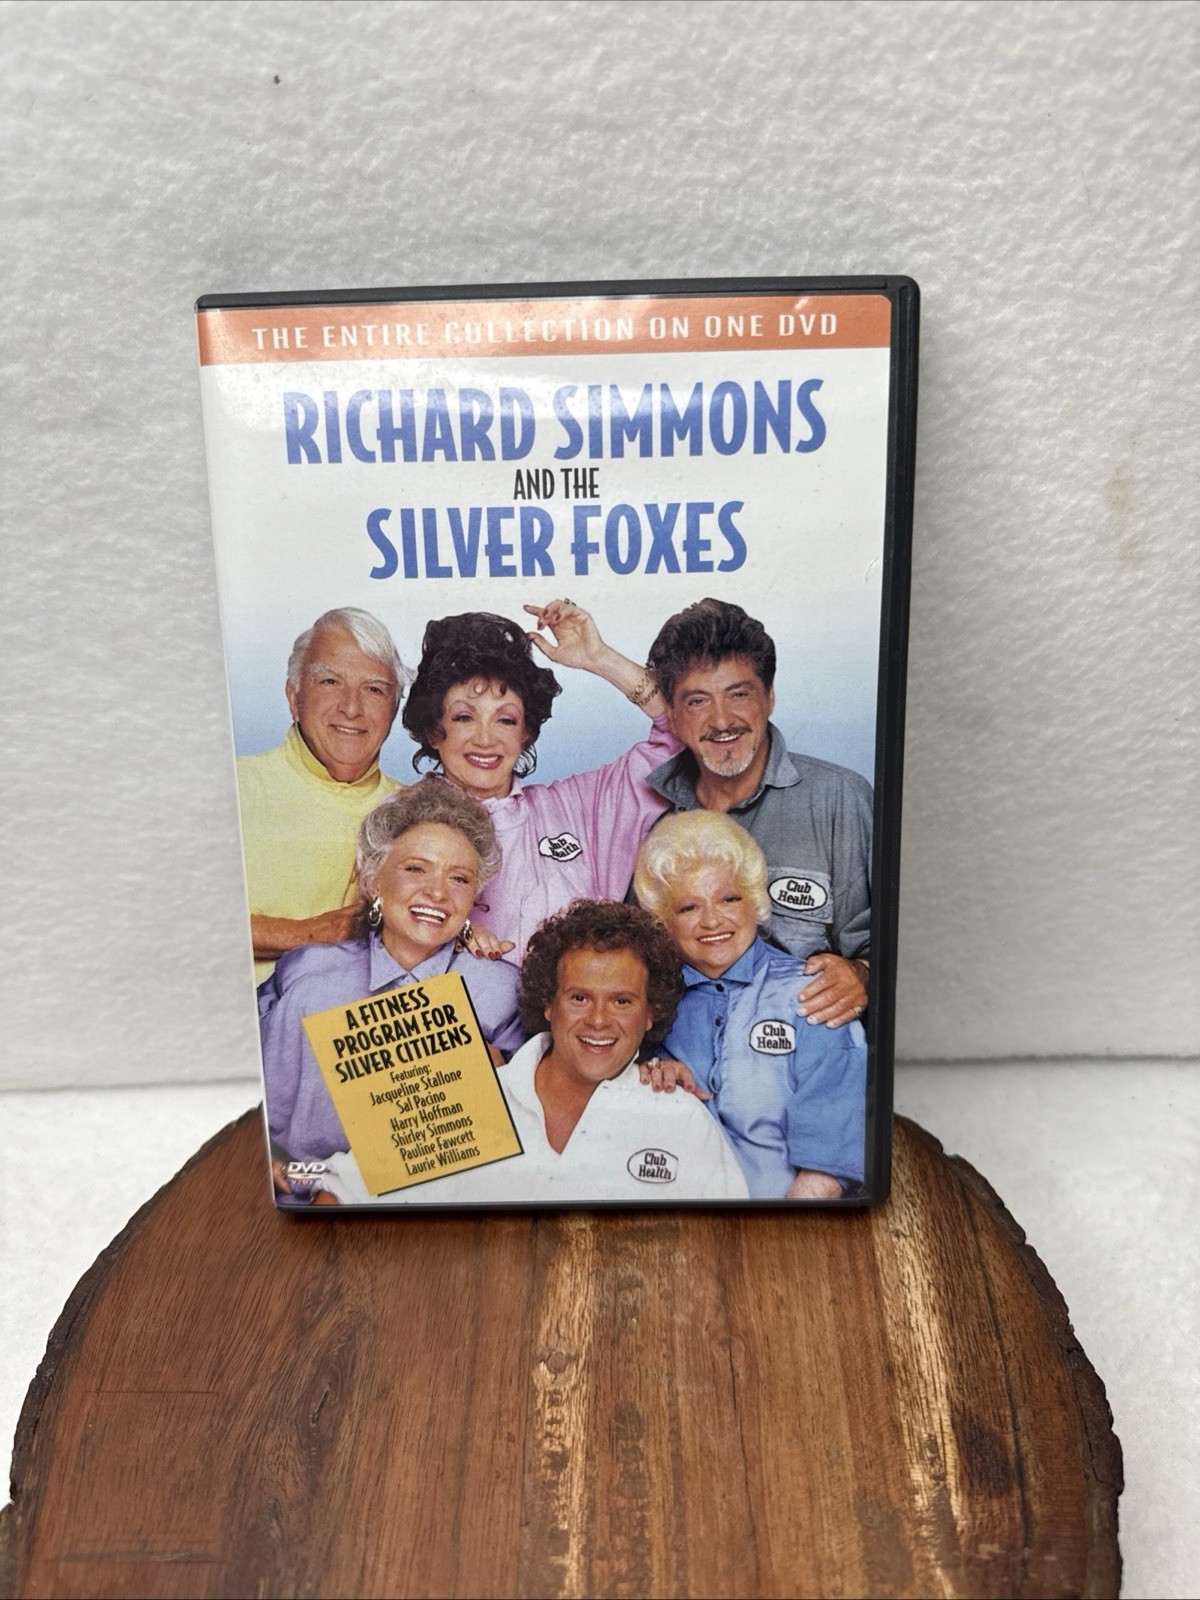 THE ENTIRE COLLECTION ON ONE DVD
RICHARD SIMMONS
AND THE
SILVER FOXES
Club
Health
Club
Health
Club
Health
A FITNESS
PROGRAM FOR
SILVER CITIZENS
Featuring:
Jacqueline Stallone
Sal Pacino
Harry Hoffman
Shirley Simmons
Pauline Fawcett
Laurie Williams
Club
Health
DVD
VIDEO